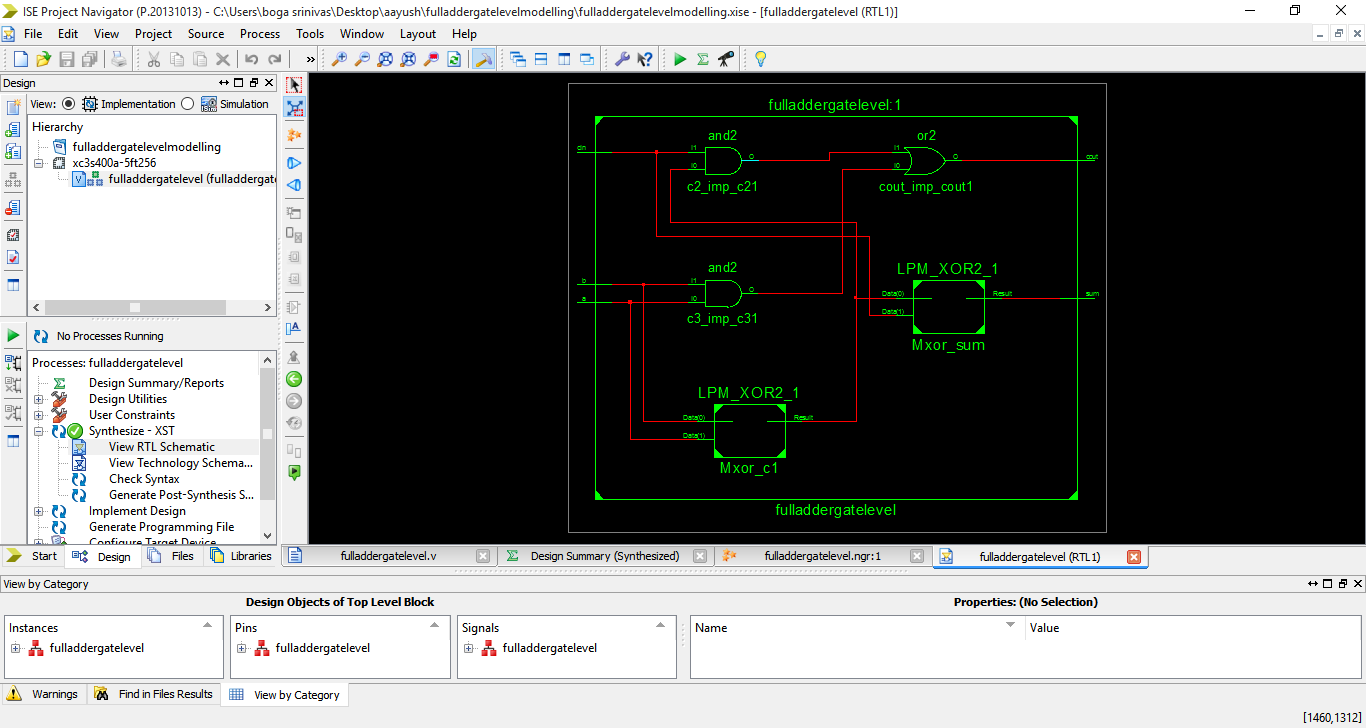 ISE Project Navigator (P.20131013) - C:\Users\boga srinivas\Desktop\aayush\fulladdergatelevelmodelling\fulladdergatelevelmodelling.xise - [fulladdergatelevel (RTL1)]
File Edit View Project Source Process Tools Window Layout Help
»
Design
View: Implementation Simulation
Hierarchy
fulladdergatelevelmodelling
xc3s400a-5ft256
V fulladdergatelevel (fulladdergate
No Processes Running
Processes: fulladdergatelevel
Design Summary/Reports
Design Utilities
User Constraints
Synthesize - XST
View RTL Schematic
View Technology Schema...
Check Syntax
Generate Post-Synthesis S...
Implement Design
Generate Programming File
Configure Target Device
Start Design Files Libraries
fulladdergatelevel:1
and2 or2
cin I1 O I1 O cout
I0 I0
c2_imp_c21 cout_imp_cout1
and2 LPM_XOR2_1
b I1 O Data(0) Result sum
a I0 Data(1)
c3_imp_c31 Mxor_sum
LPM_XOR2_1
Data(0) Result
Data(1)
Mxor_c1
fulladdergatelevel
fulladdergatelevel.v Design Summary (Synthesized) fulladdergatelevel.ngr:1 fulladdergatelevel (RTL1)
View by Category
Design Objects of Top Level Block Properties: (No Selection)
Instances Pins Signals Name Value
fulladdergatelevel fulladdergatelevel fulladdergatelevel
Warnings Find in Files Results View by Category
[1460,1312]